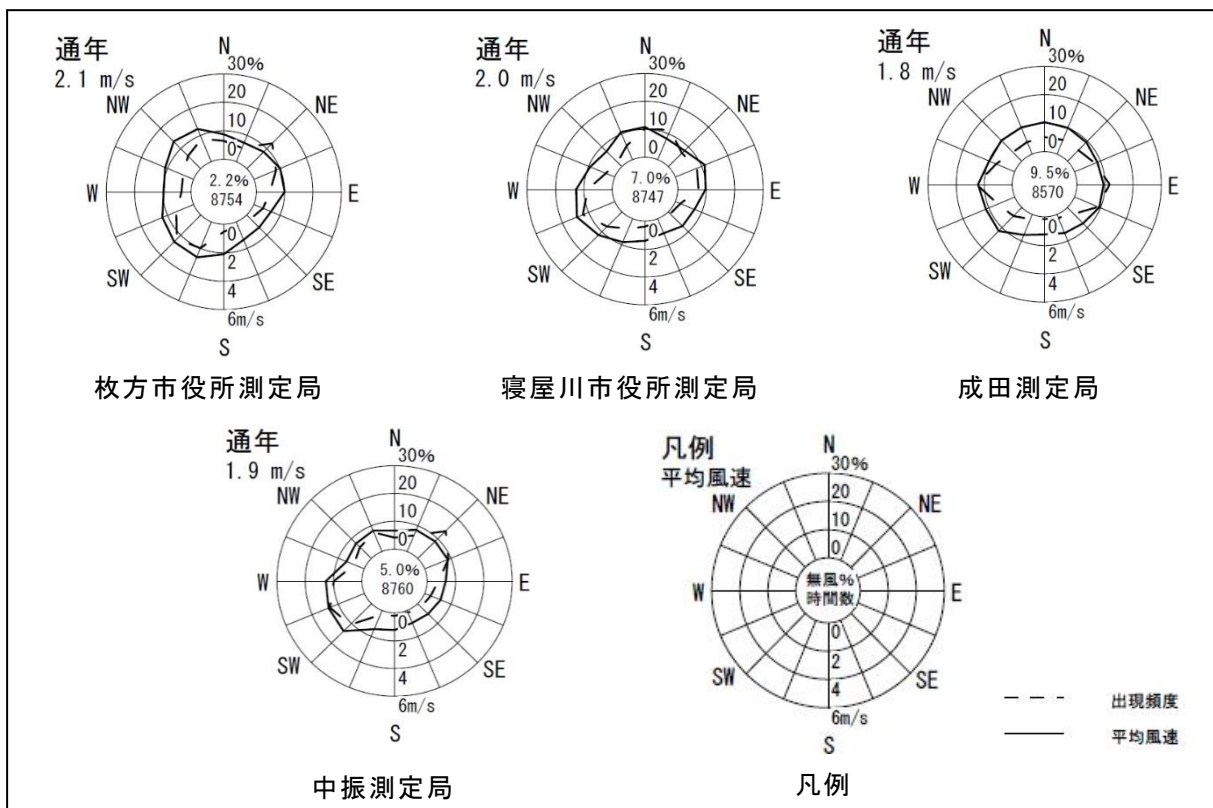 通年
2.1 m/s
N
30%
20
10
0
NW
NE
W
E
2.2%
8754
0
2
4
6m/s
SW
SE
S
枚方市役所測定局
通年
2.0 m/s
N
30%
20
10
0
NW
NE
W
E
7.0%
8747
0
2
4
6m/s
SW
SE
S
寝屋川市役所測定局
通年
1.8 m/s
N
30%
20
10
0
NW
NE
W
E
9.5%
8570
0
2
4
6m/s
SW
SE
S
成田測定局
通年
1.9 m/s
N
30%
20
10
0
NW
NE
W
E
5.0%
8760
0
2
4
6m/s
SW
SE
S
中振測定局
凡例
平均風速
N
30%
20
10
0
NW
NE
W
E
無風%
時間数
0
2
4
6m/s
SW
SE
S
凡例
出現頻度
平均風速